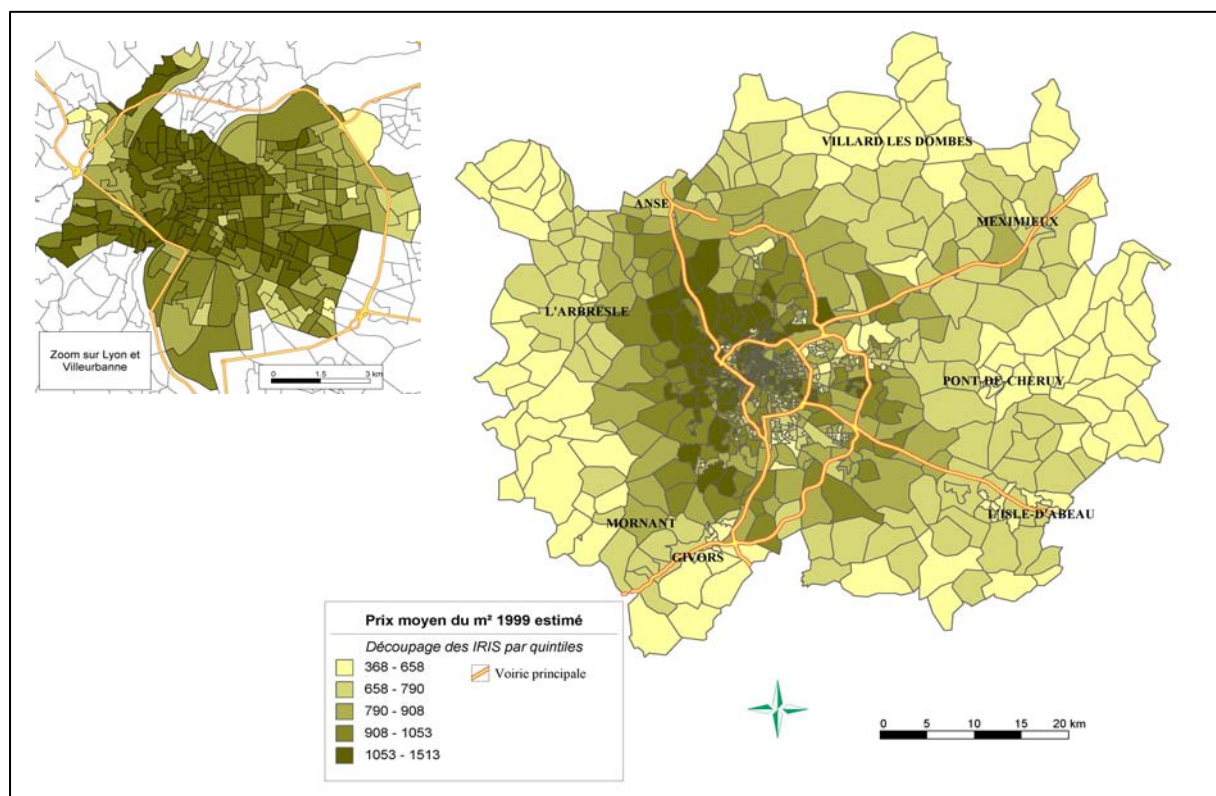 Zoom sur Lyon et
Villeurbanne
0 1.5 3 km
VILLARD LES DOMBES
ANSE
MEXIMIEUX
L'ARBRESLE
PONT-DE-CHERUY
L'ISLE-D'ABEAU
MORNANT
GIVORS
Prix moyen du m² 1999 estimé
Découpage des IRIS par quintiles
368 - 658
Voirie principale
658 - 790
790 - 908
908 - 1053
1053 - 1513
0 5 10 15 20 km